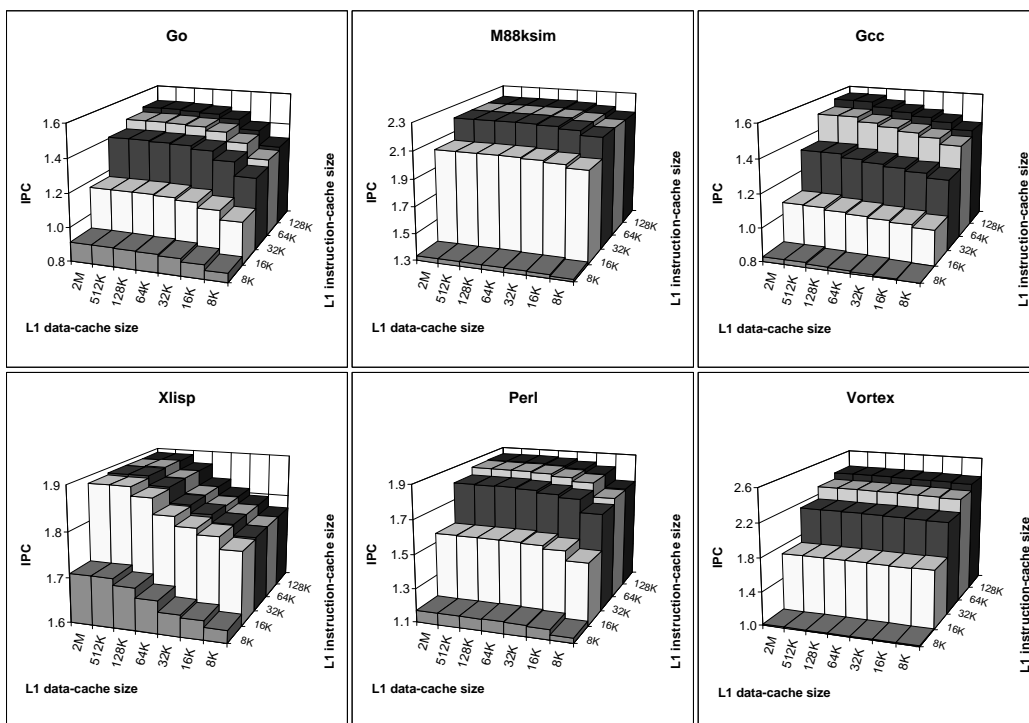 Go
1.6
1.4
1.2
1.0
0.8
IPC
2M
512K
128K
64K
32K
16K
8K
8K
16K
32K
64K
128K
L1 data-cache size
L1 instruction-cache size
M88ksim
2.3
2.1
1.9
1.7
1.5
1.3
IPC
2M
512K
128K
64K
32K
16K
8K
8K
16K
32K
64K
128K
L1 data-cache size
L1 instruction-cache size
Gcc
1.6
1.4
1.2
1.0
0.8
IPC
2M
512K
128K
64K
32K
16K
8K
8K
16K
32K
64K
128K
L1 data-cache size
L1 instruction-cache size
Xlisp
1.9
1.8
1.7
1.6
IPC
2M
512K
128K
64K
32K
16K
8K
8K
16K
32K
64K
128K
L1 data-cache size
L1 instruction-cache size
Perl
1.9
1.7
1.5
1.3
1.1
IPC
2M
512K
128K
64K
32K
16K
8K
8K
16K
32K
64K
128K
L1 data-cache size
L1 instruction-cache size
Vortex
2.6
2.2
1.8
1.4
1.0
IPC
2M
512K
128K
64K
32K
16K
8K
8K
16K
32K
64K
128K
L1 data-cache size
L1 instruction-cache size